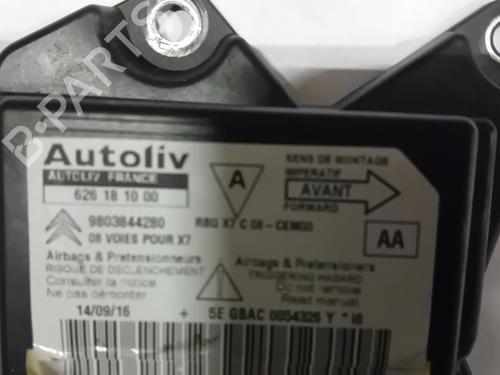 Autoliv
AUTOLIV FRANCE
626 18 10 00
9803844280
08 VOIES POUR X7
A
RBG X7 C 08 - CEM00
SENS DE MONTAGE
IMPERATIF
AVANT
FORWARD
AA
Airbags & Pretensionneurs
RISQUE DE DECLENCHEMENT
Consulter la notice
Ne pas démonter
Airbags & Pretensioners
TRIGGERING HAZARD
Do not remove
Read manual
14/09/16 + 5E GBAC 0054326 Y * 16
B-PARTS